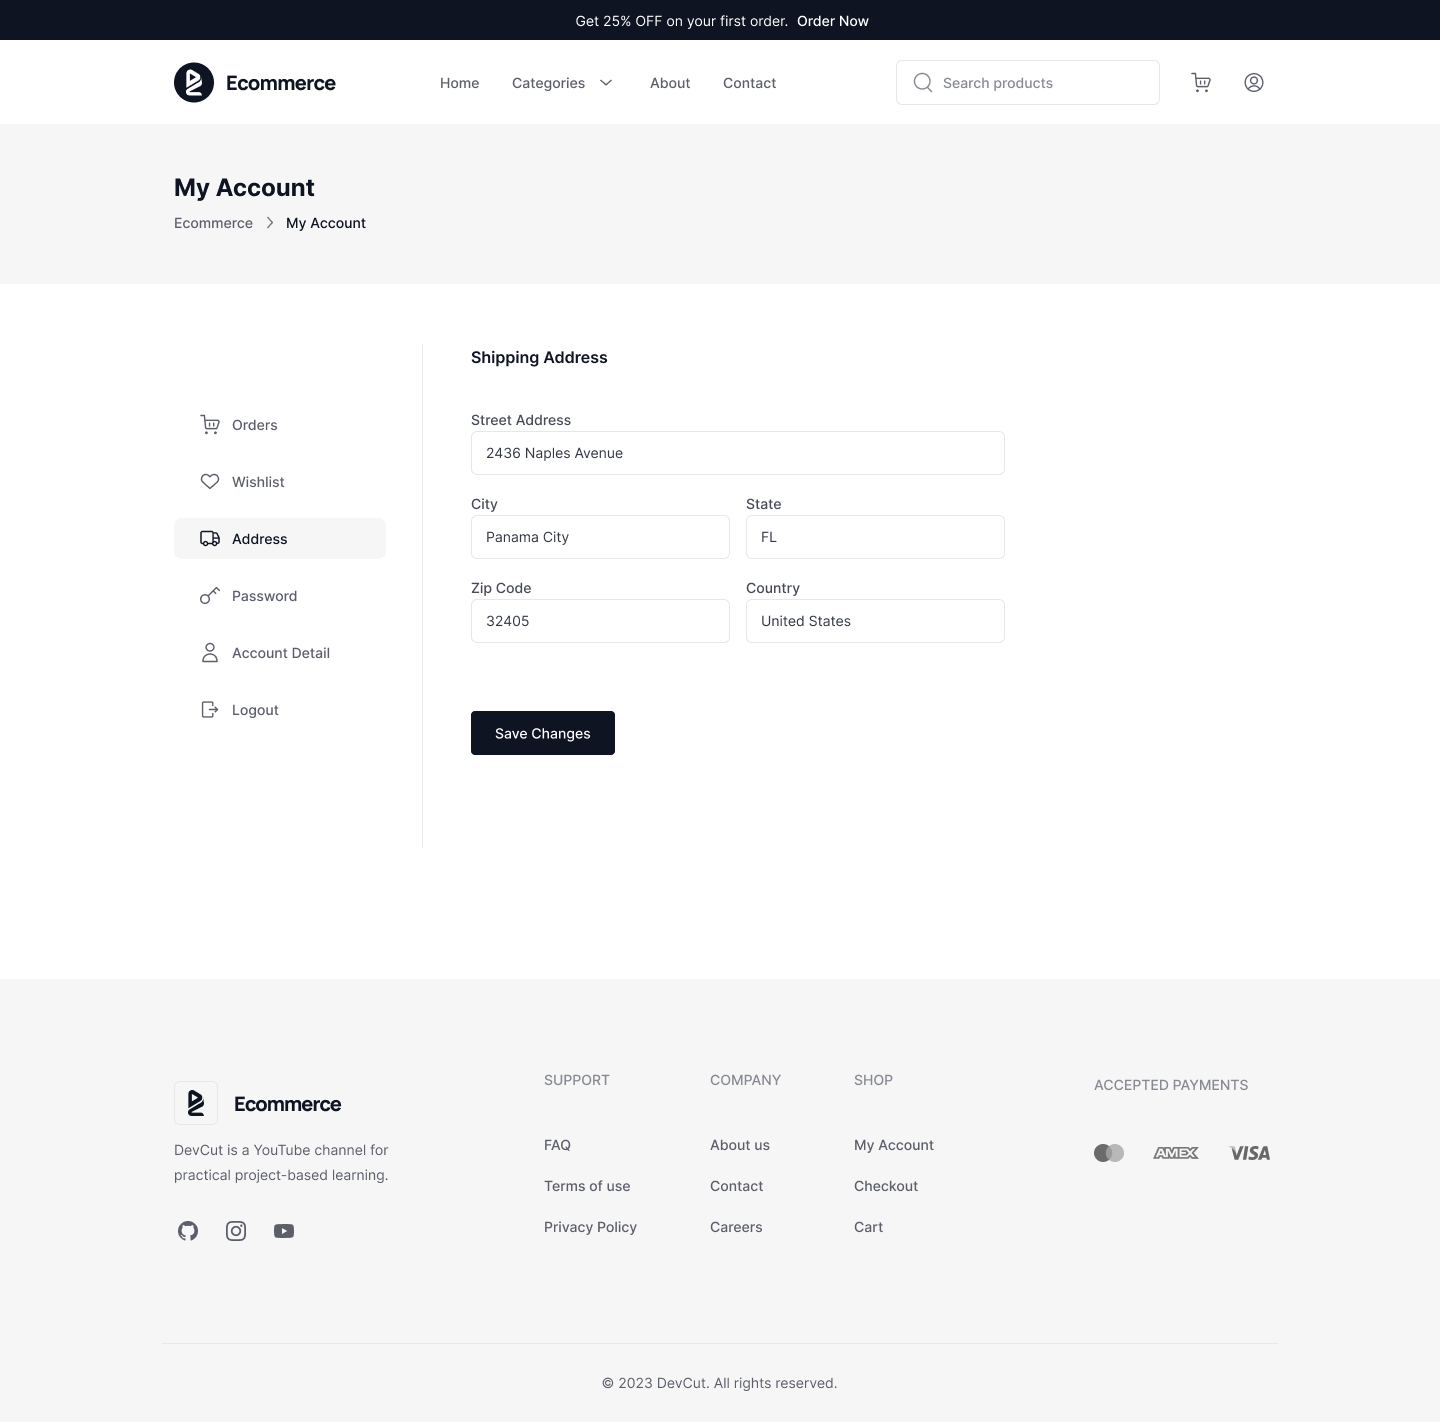 Get 25% OFF on your first order. Order Now
Ecommerce
Home
Categories
About
Contact
Search products
My Account
Ecommerce
My Account
Orders
Wishlist
Address
Password
Account Detail
Logout
Shipping Address
Street Address
2436 Naples Avenue
City
Panama City
State
FL
Zip Code
32405
Country
United States
Save Changes
Ecommerce
DevCut is a YouTube channel for
practical project-based learning.
SUPPORT
FAQ
Terms of use
Privacy Policy
COMPANY
About us
Contact
Careers
SHOP
My Account
Checkout
Cart
ACCEPTED PAYMENTS
AMEX
VISA
© 2023 DevCut. All rights reserved.